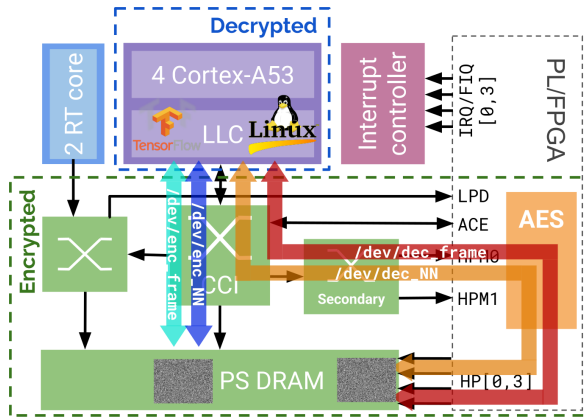 Decrypted
2 RT core
4 Cortex-A53
LLC
TensorFlow
Linux
Interrupt
controller
IRQ/FIQ
[0,3]
PL/FPGA
Encrypted
/dev/enc_frame
/dev/enc_NN
CCI
LPD
ACE
AES
/dev/dec_frame
HPM0
/dev/dec_NN
Secondary
HPM1
PS DRAM
HP[0,3]